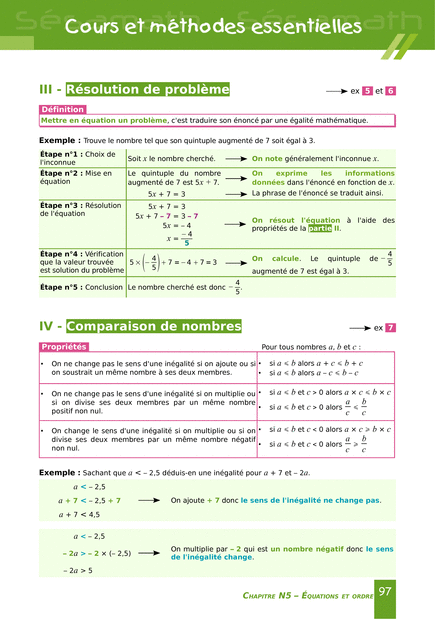 Sésamath Sésamath Sésamath
Cours et méthodes essentielles
III - Résolution de problème
ex 5 et 6
Définition
Mettre en équation un problème, c'est traduire son énoncé par une égalité mathématique.
Exemple : Trouve le nombre tel que son quintuple augmenté de 7 soit égal à 3.
Étape n°1 : Choix de
l'inconnue
Soit x le nombre cherché.
On note généralement l'inconnue x.
Étape n°2 : Mise en
équation
Le quintuple du nombre
augmenté de 7 est 5x + 7.
5x + 7 = 3
On exprime les informations
données dans l'énoncé en fonction de x.
La phrase de l'énoncé se traduit ainsi.
Étape n°3 : Résolution
de l'équation
5x + 7 = 3
5x + 7 – 7 = 3 – 7
5x = – 4
x = – 4/5
On résout l'équation à l'aide des
propriétés de la partie II.
Étape n°4 : Vérification
que la valeur trouvée
est solution du problème
5 × (– 4/5) + 7 = – 4 + 7 = 3
On calcule. Le quintuple de – 4/5
augmenté de 7 est égal à 3.
Étape n°5 : Conclusion
Le nombre cherché est donc – 4/5.
IV - Comparaison de nombres
ex 7
Propriétés
Pour tous nombres a, b et c :
• On ne change pas le sens d'une inégalité si on ajoute ou si
on soustrait un même nombre à ses deux membres.
• si a ⩽ b alors a + c ⩽ b + c
• si a ⩽ b alors a – c ⩽ b – c
• On ne change pas le sens d'une inégalité si on multiplie ou
si on divise ses deux membres par un même nombre
positif non nul.
• si a ⩽ b et c > 0 alors a × c ⩽ b × c
• si a ⩽ b et c > 0 alors a/c ⩽ b/c
• On change le sens d'une inégalité si on multiplie ou si on
divise ses deux membres par un même nombre négatif
non nul.
• si a ⩽ b et c < 0 alors a × c ⩾ b × c
• si a ⩽ b et c < 0 alors a/c ⩾ b/c
Exemple : Sachant que a < – 2,5 déduis-en une inégalité pour a + 7 et – 2a.
a < – 2,5
a + 7 < – 2,5 + 7
a + 7 < 4,5
On ajoute + 7 donc le sens de l'inégalité ne change pas.
a < – 2,5
– 2a > – 2 × (– 2,5)
– 2a > 5
On multiplie par – 2 qui est un nombre négatif donc le sens
de l'inégalité change.
Chapitre N5 – Équations et ordre
97